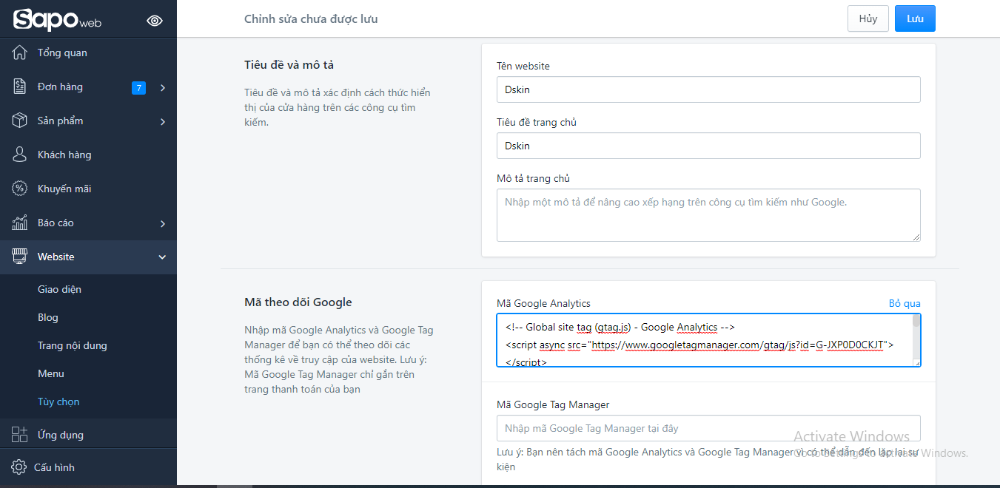 Sapo web
Chỉnh sửa chưa được lưu
Hủy
Lưu
Tổng quan
Đơn hàng
7
Sản phẩm
Khách hàng
Khuyến mãi
Báo cáo
Website
Giao diện
Blog
Trang nội dung
Menu
Tùy chọn
Ứng dụng
Cấu hình
Tiêu đề và mô tả
Tiêu đề và mô tả xác định cách thức hiển
thị của cửa hàng trên các công cụ tìm
kiếm.
Tên website
Dskin
Tiêu đề trang chủ
Dskin
Mô tả trang chủ
Nhập một mô tả để nâng cao xếp hạng trên công cụ tìm kiếm như Google.
Mã theo dõi Google
Nhập mã Google Analytics và Google Tag
Manager để bạn có thể theo dõi các
thống kê về truy cập của website. Lưu ý:
Mã Google Tag Manager chỉ gắn trên
trang thanh toán của bạn
Mã Google Analytics
Bỏ qua
<!-- Global site tag (gtag.js) - Google Analytics -->
<script async src="https://www.googletagmanager.com/gtag/js?id=G-JXP0D0CKJT">
</script>
Mã Google Tag Manager
Nhập mã Google Tag Manager tại đây
Lưu ý: Bạn nên tách mã Google Analytics và Google Tag Manager vì có thể dẫn đến lặp lại sự
kiện
Activate Windows
Go to Settings to activate Windows.